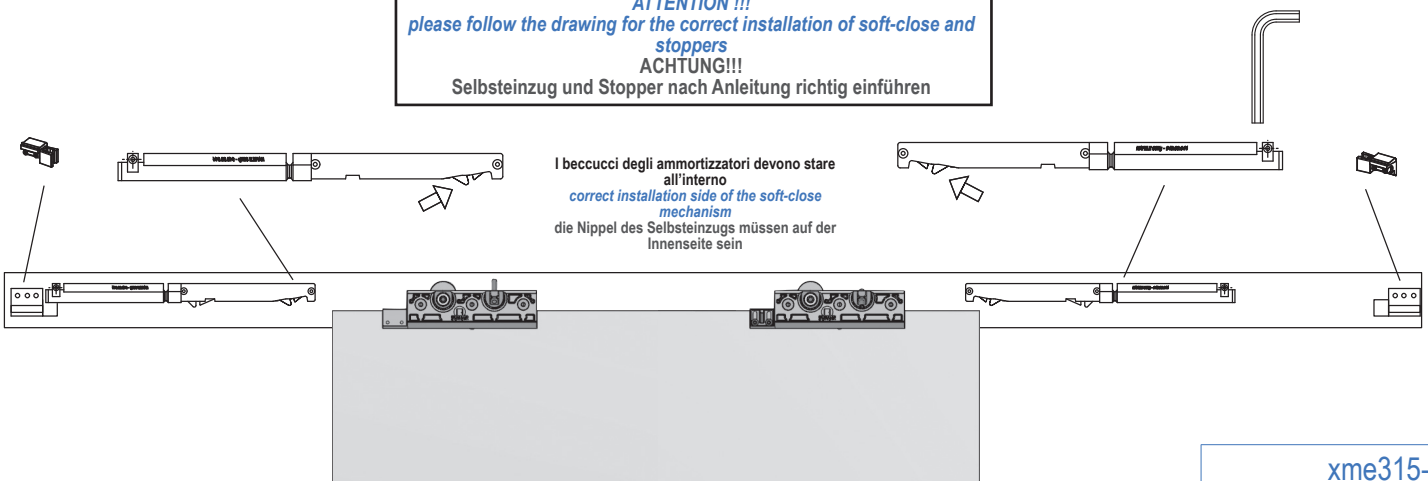 ATTENTION !!!
please follow the drawing for the correct installation of soft-close and
stoppers
ACHTUNG!!!
Selbsteinzug und Stopper nach Anleitung richtig einführen
I beccucci degli ammortizzatori devono stare
all'interno
correct installation side of the soft-close
mechanism
die Nippel des Selbsteinzugs müssen auf der
Innenseite sein
xme315-